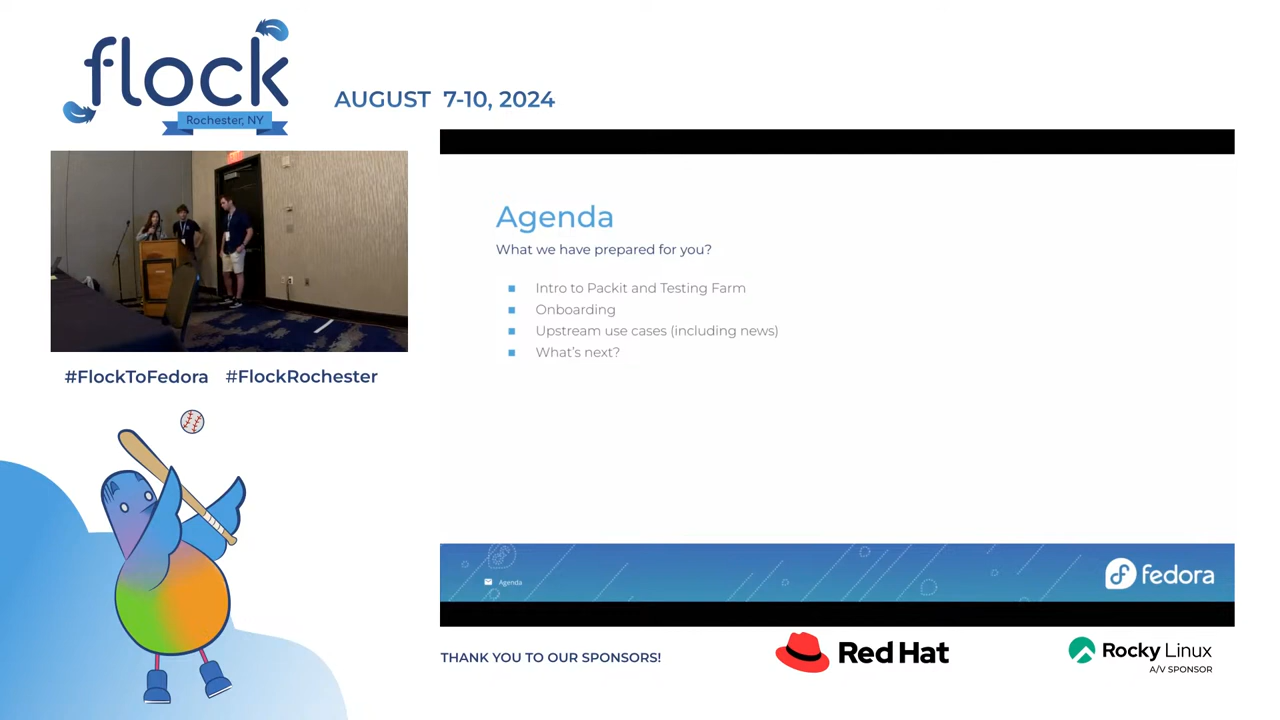 flock
Rochester, NY
AUGUST 7-10, 2024
Agenda
What we have prepared for you?
Intro to Packit and Testing Farm
Onboarding
Upstream use cases (including news)
What's next?
Agenda
fedora
#FlockToFedora #FlockRochester
THANK YOU TO OUR SPONSORS!
Red Hat
Rocky Linux
A/V SPONSOR